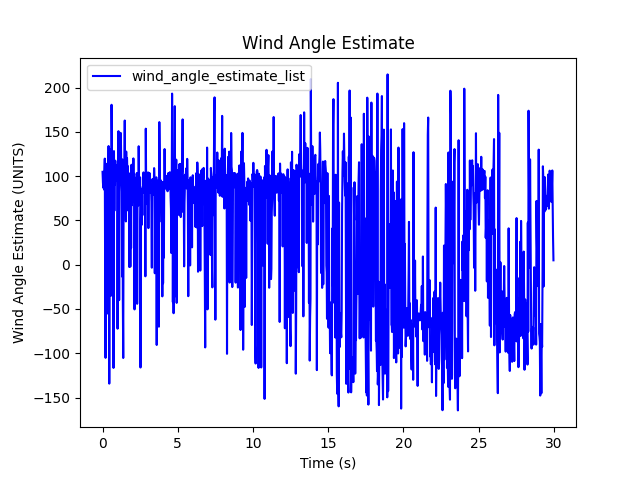 Wind Angle Estimate
wind_angle_estimate_list
Wind Angle Estimate (UNITS)
200
150
100
50
0
−50
−100
−150
0 5 10 15 20 25 30
Time (s)